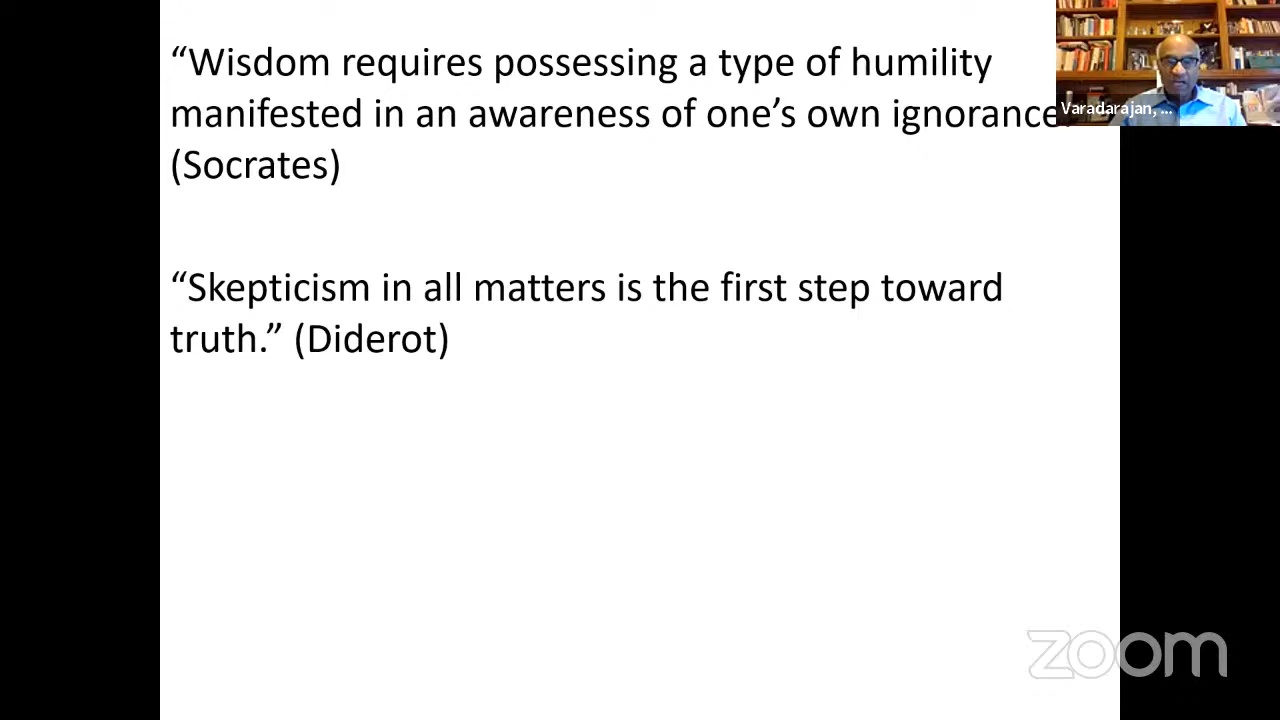 “Wisdom requires possessing a type of humility
manifested in an awareness of one’s own ignorance.
(Socrates)
“Skepticism in all matters is the first step toward
truth.” (Diderot)
Varadarajan, ...
zoom